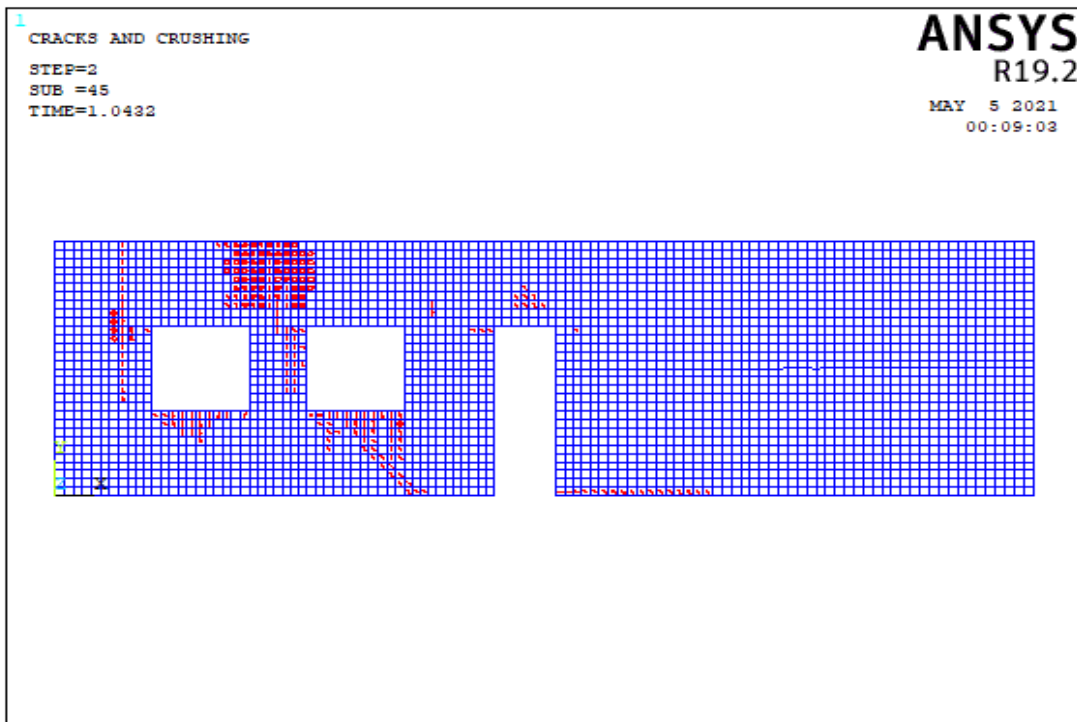 1
CRACKS AND CRUSHING
STEP=2
SUB =45
TIME=1.0432
ANSYS
R19.2
MAY 5 2021
00:09:03
Y
Z X